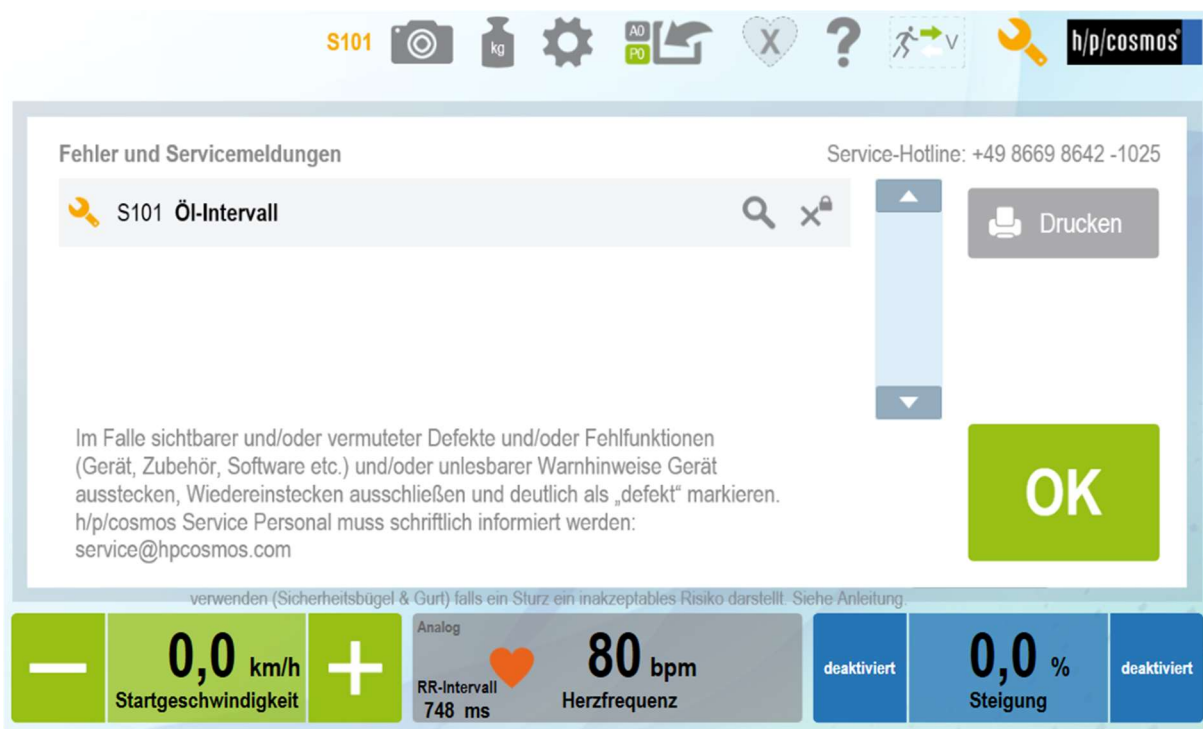 S101
kg
A0
P0
X
?
V
h/p/cosmos®
Fehler und Servicemeldungen
Service-Hotline: +49 8669 8642 -1025
S101 Öl-Intervall
Drucken
Im Falle sichtbarer und/oder vermuteter Defekte und/oder Fehlfunktionen
(Gerät, Zubehör, Software etc.) und/oder unlesbarer Warnhinweise Gerät
ausstecken, Wiedereinstecken ausschließen und deutlich als „defekt“ markieren.
h/p/cosmos Service Personal muss schriftlich informiert werden:
service@hpcosmos.com
OK
verwenden (Sicherheitsbügel & Gurt) falls ein Sturz ein inakzeptables Risiko darstellt. Siehe Anleitung.
0,0 km/h
Startgeschwindigkeit
Analog
RR-Intervall
748 ms
80 bpm
Herzfrequenz
deaktiviert
0,0 %
Steigung
deaktiviert